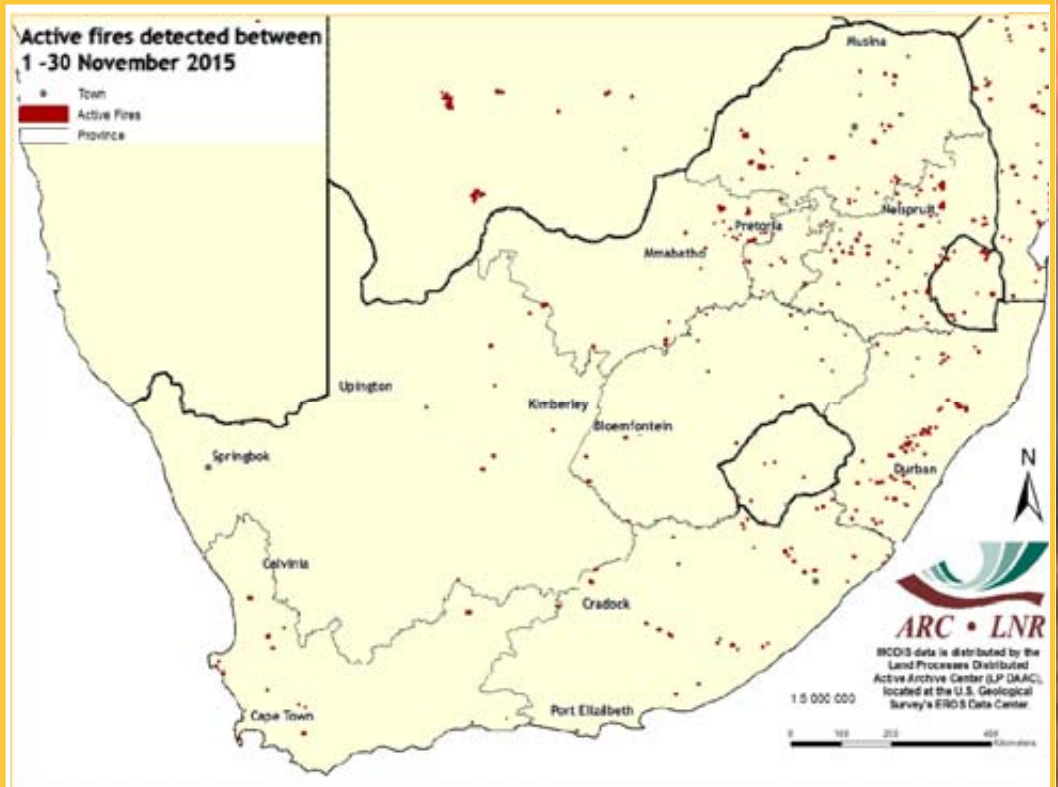 Active fires detected between
1 -30 November 2015
Town
Active Fires
Province
Musina
Nelspruit
Pretoria
Mmabatho
Upington
Kimberley
Bloemfontein
Springbok
Durban
N
Calvinia
Cradock
ARC • LNR
MODIS data is distributed by the
Land Processes Distributed
Active Archive Center (LP DAAC),
located at the U.S. Geological
Survey's EROS Data Center.
1:5 000 000
Port Elizabeth
Cape Town
0 100 200 400
Kilometers